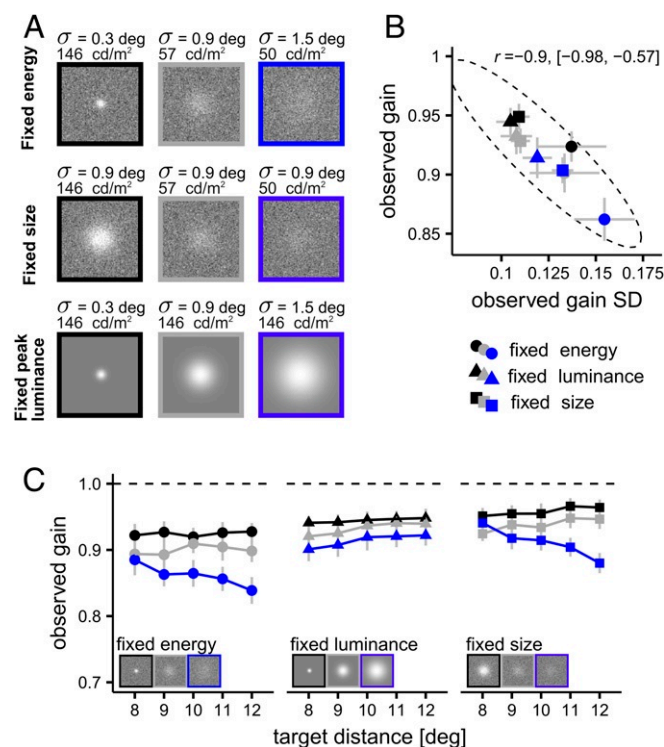 A
σ = 0.3 deg σ = 0.9 deg σ = 1.5 deg
146 cd/m² 57 cd/m² 50 cd/m²
Fixed energy
σ = 0.9 deg σ = 0.9 deg σ = 0.9 deg
146 cd/m² 57 cd/m² 50 cd/m²
Fixed size
σ = 0.3 deg σ = 0.9 deg σ = 1.5 deg
146 cd/m² 146 cd/m² 146 cd/m²
Fixed peak
luminance
B
r=−0.9, [−0.98, −0.57]
1
0.95
0.9
0.85
observed gain
0.1 0.125 0.15 0.175
observed gain SD
fixed energy
fixed luminance
fixed size
C
1.0
0.9
0.8
0.7
observed gain
fixed energy fixed luminance fixed size
8 9 10 11 12 8 9 10 11 12 8 9 10 11 12
target distance [deg]